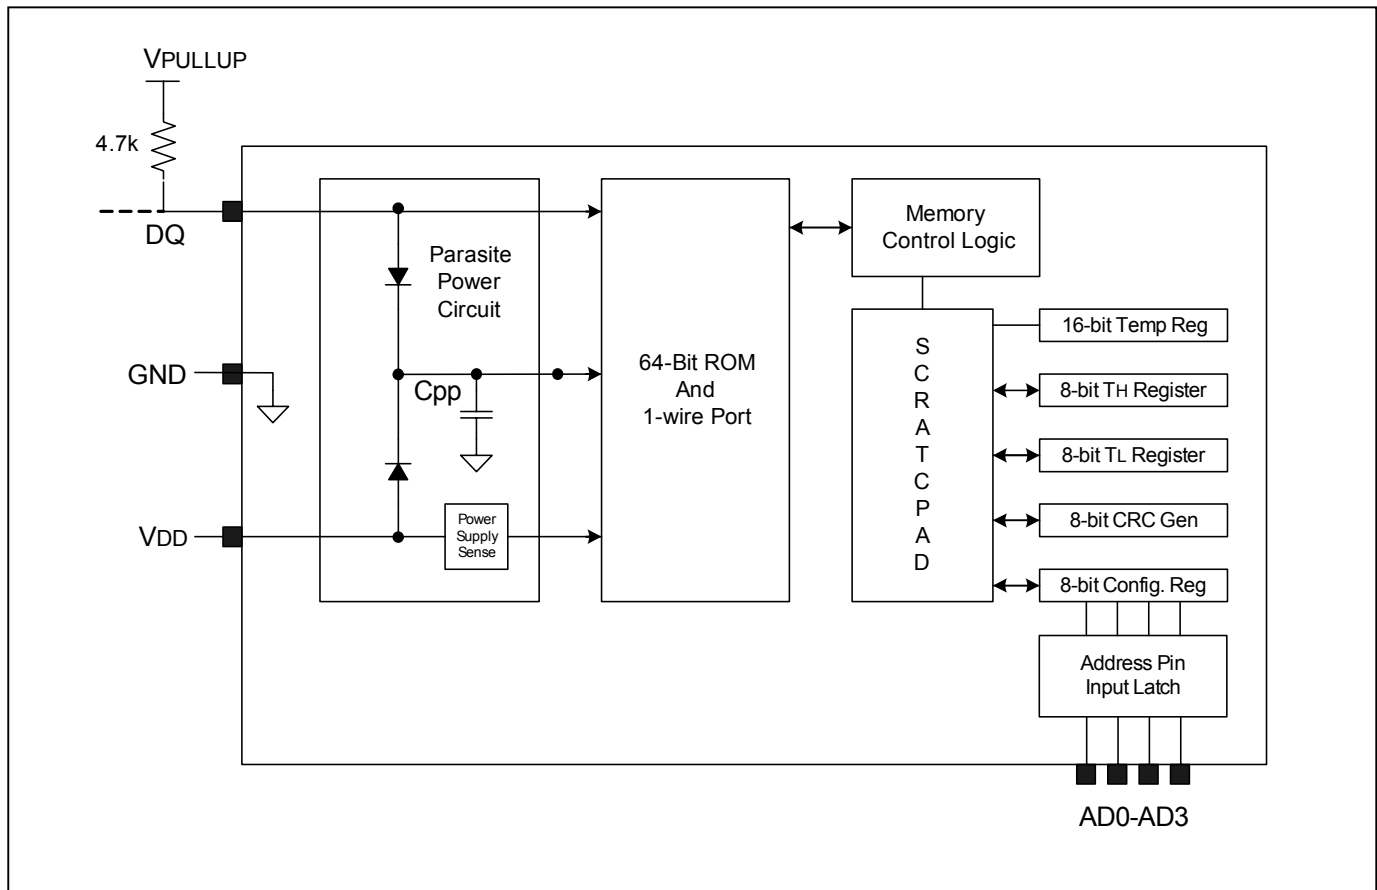 VPULLUP
4.7k
DQ
GND
VDD
Parasite
Power
Circuit
Cpp
Power
Supply
Sense
64-Bit ROM
And
1-wire Port
Memory
Control Logic
S
C
R
A
T
C
P
A
D
16-bit Temp Reg
8-bit TH Register
8-bit TL Register
8-bit CRC Gen
8-bit Config. Reg
Address Pin
Input Latch
AD0-AD3